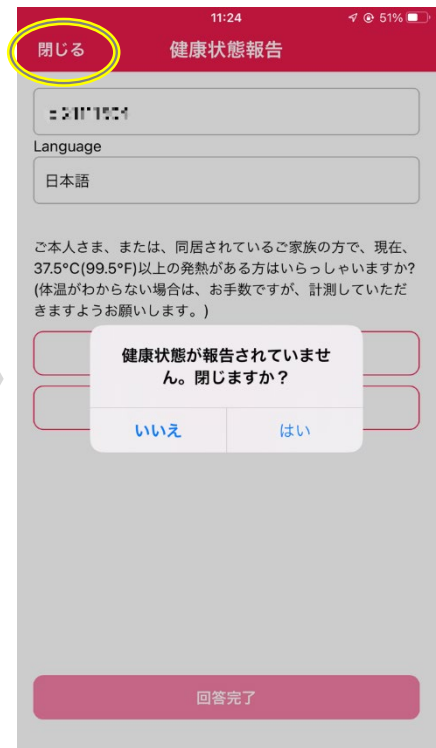 11:24
51%
閉じる
健康状態報告
Language
日本語
ご本人さま、または、同居されているご家族の方で、現在、
37.5°C(99.5°F)以上の発熱がある方はいらっしゃいますか?
(体温がわからない場合は、お手数ですが、計測していただ
きますようお願いします。)
健康状態が報告されていませ
ん。閉じますか？
いいえ
はい
回答完了